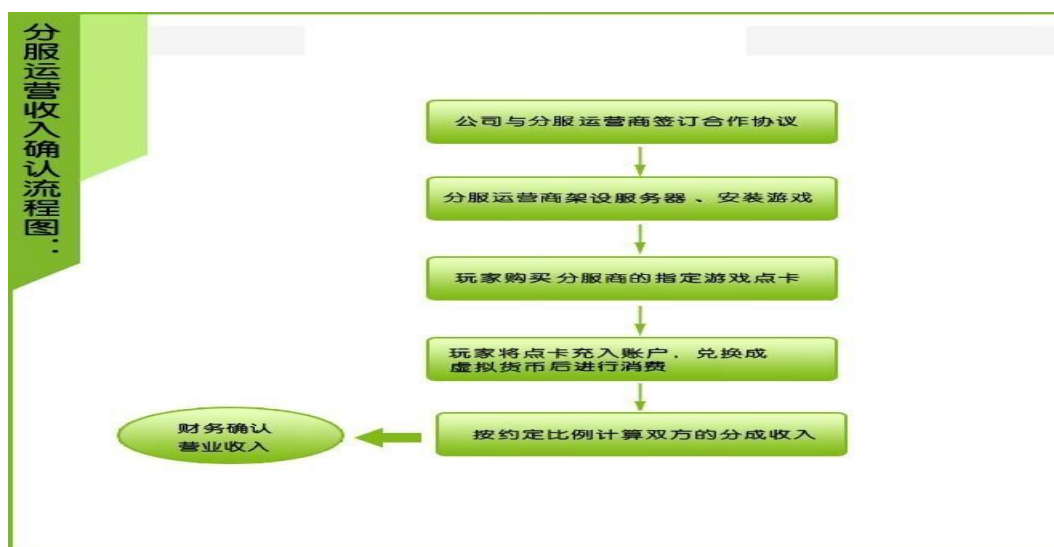 分服运营收入确认流程图：
公司与分服运营商签订合作协议
分服运营商架设服务器、安装游戏
玩家购买分服商的指定游戏点卡
玩家将点卡充入账户，兑换成
虚拟货币后进行消费
按约定比例计算双方的分成收入
财务确认
营业收入